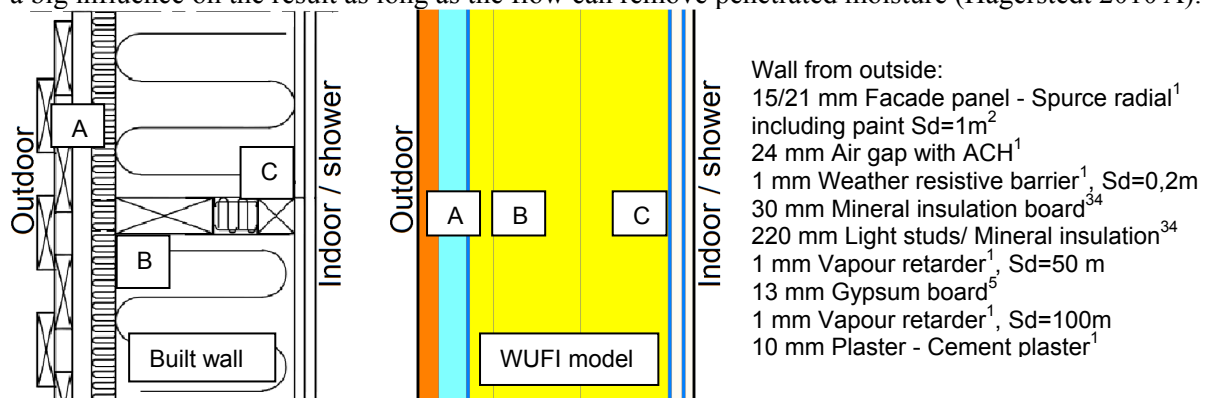 a big influence on the result as long as the flow can remove penetrated moisture (Hägerstedt 2010 A).
Outdoor
A
B
C
Indoor / shower
Built wall
Outdoor
A
B
C
Indoor / shower
WUFI model
Wall from outside:
15/21 mm Facade panel - Spurce radial¹
including paint Sd=1m²
24 mm Air gap with ACH¹
1 mm Weather resistive barrier¹, Sd=0,2m
30 mm Mineral insulation board³⁴
220 mm Light studs/ Mineral insulation³⁴
1 mm Vapour retarder¹, Sd=50 m
13 mm Gypsum board⁵
1 mm Vapour retarder¹, Sd=100m
10 mm Plaster - Cement plaster¹